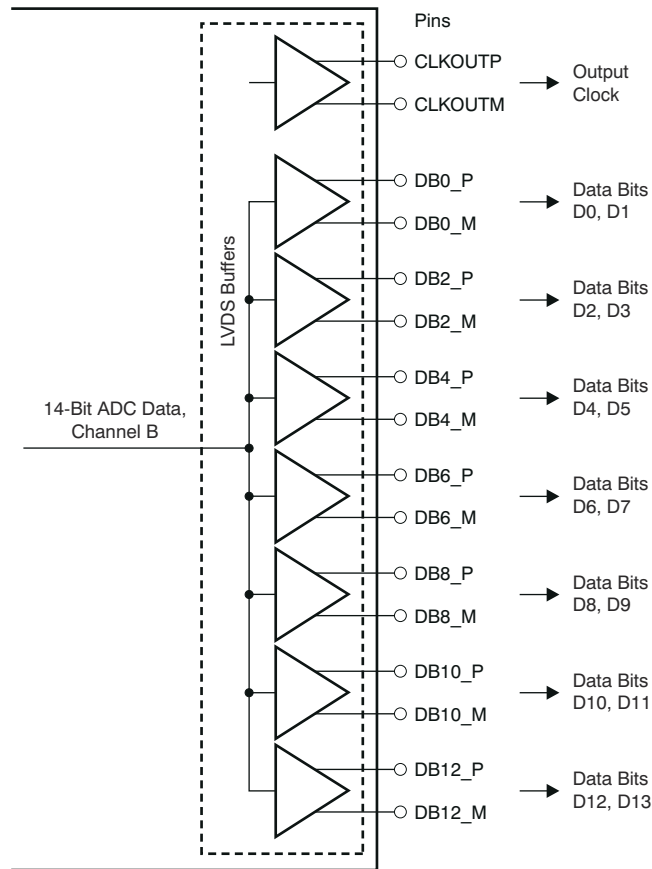 Pins
CLKOUTP
CLKOUTM
Output
Clock
DB0_P
DB0_M
Data Bits
D0, D1
LVDS Buffers
DB2_P
DB2_M
Data Bits
D2, D3
14-Bit ADC Data,
Channel B
DB4_P
DB4_M
Data Bits
D4, D5
DB6_P
DB6_M
Data Bits
D6, D7
DB8_P
DB8_M
Data Bits
D8, D9
DB10_P
DB10_M
Data Bits
D10, D11
DB12_P
DB12_M
Data Bits
D12, D13